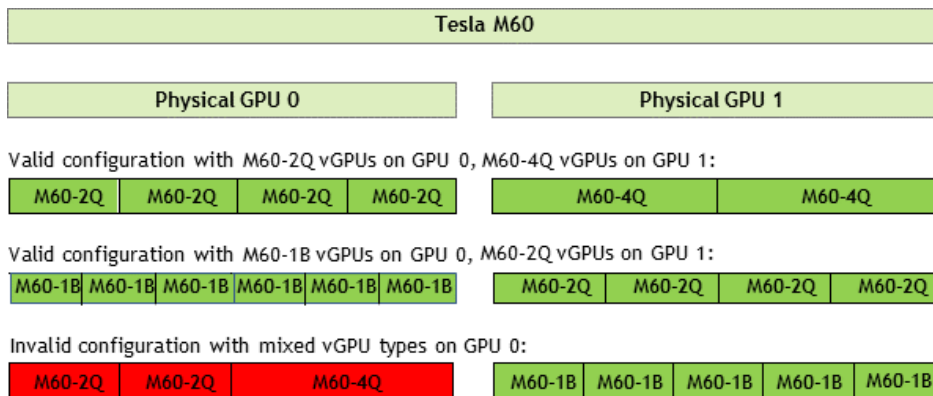 Tesla M60
Physical GPU 0 Physical GPU 1
Valid configuration with M60-2Q vGPUs on GPU 0, M60-4Q vGPUs on GPU 1:
M60-2Q M60-2Q M60-2Q M60-2Q M60-4Q M60-4Q
Valid configuration with M60-1B vGPUs on GPU 0, M60-2Q vGPUs on GPU 1:
M60-1B M60-1B M60-1B M60-1B M60-1B M60-1B M60-2Q M60-2Q M60-2Q M60-2Q
Invalid configuration with mixed vGPU types on GPU 0:
M60-2Q M60-2Q M60-4Q M60-1B M60-1B M60-1B M60-1B M60-1B